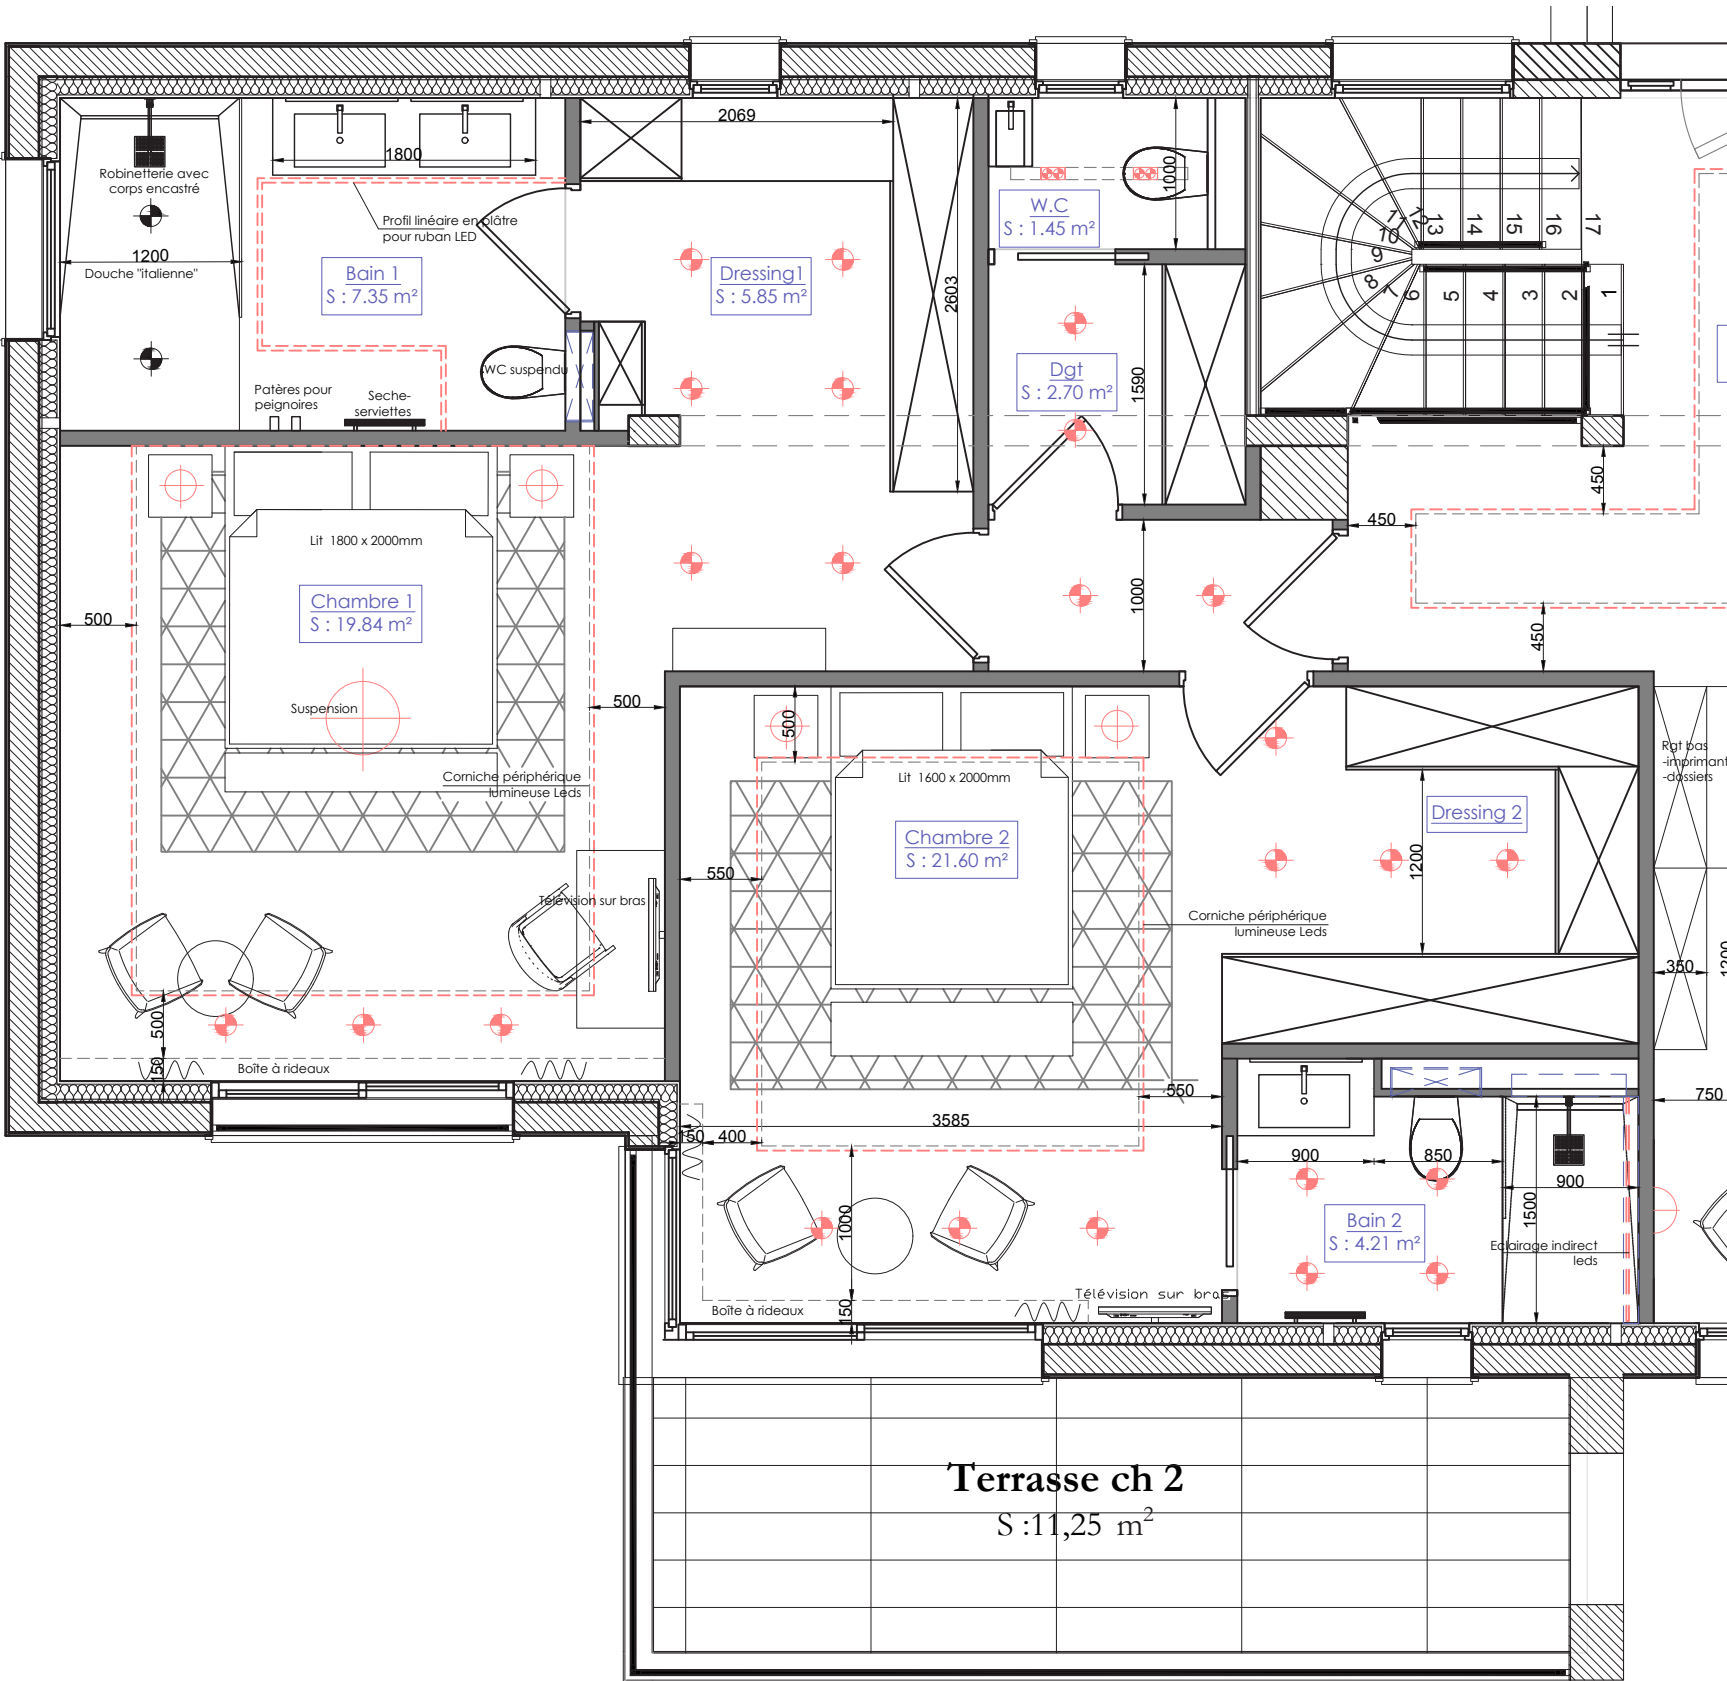 2069
1800
Robinetterie avec
corps encastré
Profil linéaire en plâtre
pour ruban LED
1200
Douche "italienne"
Bain 1
S : 7.35 m²
Dressing1
S : 5.85 m²
2603
W.C
S : 1.45 m²
1000
Dgt
S : 2.70 m²
1590
17
16
15
14
13
12
11
10
9
8
7
6
5
4
3
2
1
WC suspendu
Patères pour
peignoires
Seche-
serviettes
450
450
Lit 1800 x 2000mm
Chambre 1
S : 19.84 m²
500
1000
450
Suspension
500
Corniche périphérique
lumineuse Leds
500
Lit 1600 x 2000mm
Chambre 2
S : 21.60 m²
550
Dressing 2
1200
Rgt bas
-imprimant
-dossiers
Télévision sur bras
Corniche périphérique
lumineuse Leds
350
1200
500
150
Boîte à rideaux
550
750
3585
150
400
900
850
900
1500
1000
Bain 2
S : 4.21 m²
Eclairage indirect
leds
Télévision sur bras
Boîte à rideaux
150
Terrasse ch 2
S :11,25 m²